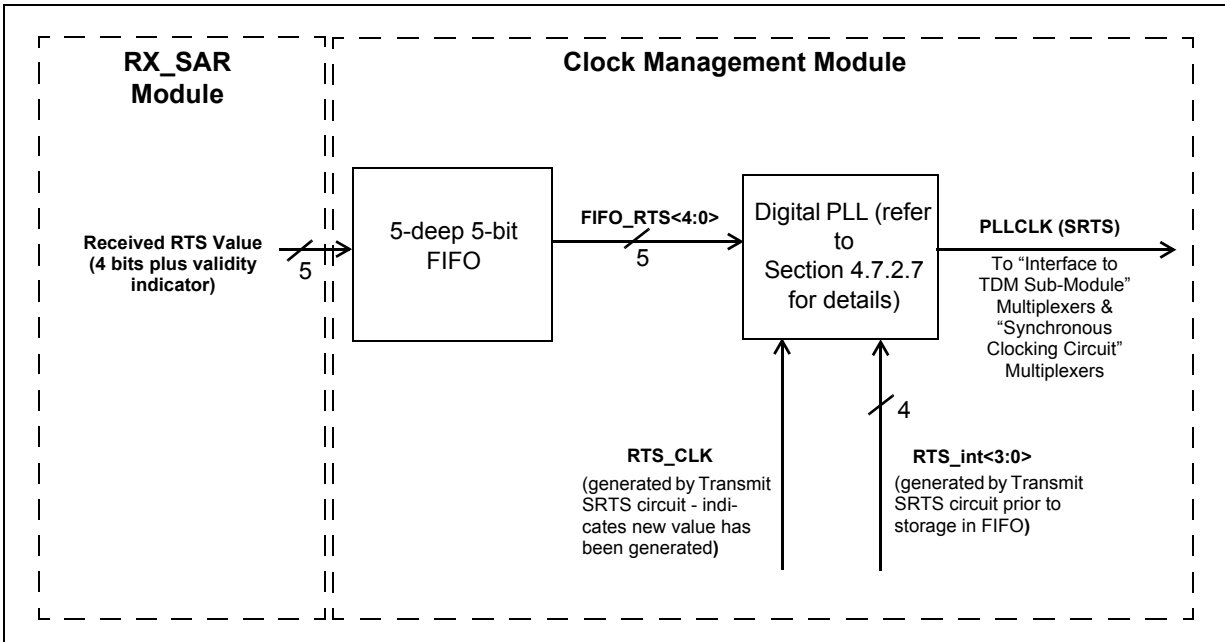 RX_SAR
Module
Clock Management Module
Received RTS Value
(4 bits plus validity
indicator)
5
5-deep 5-bit
FIFO
FIFO_RTS<4:0>
5
Digital PLL (refer
to
Section 4.7.2.7
for details)
PLLCLK (SRTS)
To “Interface to
TDM Sub-Module”
Multiplexers &
“Synchronous
Clocking Circuit”
Multiplexers
4
RTS_CLK
(generated by Transmit
SRTS circuit - indi-
cates new value has
been generated)
RTS_int<3:0>
(generated by Transmit
SRTS circuit prior to
storage in FIFO)